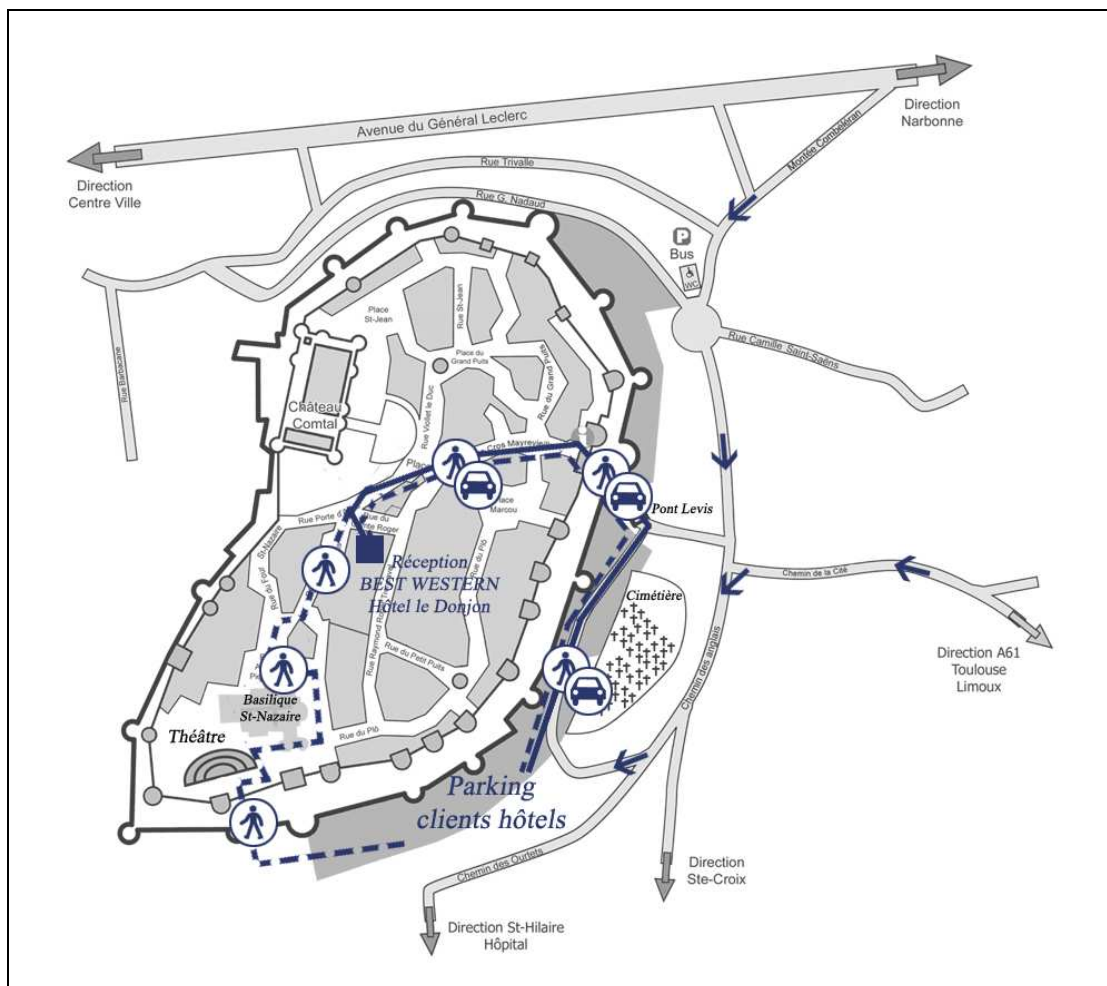 Avenue du Général Leclerc
Direction
Narbonne
Montée Combéléran
Direction
Centre Ville
Rue Trivalle
Rue G. Nadaud
P
Bus
WC
Rue Camille Saint-Saëns
Rue Barbacane
Place
St-Jean
Rue St-Jean
Place du
Grand Puits
Rue du Grand Puits
Rue Viollet le Duc
Château
Comtal
Cros Mayrevieille
Place
Place
Marcou
Pont Levis
Rue Porte d'
Rue du
Roger
Rue du Four St-Nazaire
Réception
BEST WESTERN
Hôtel le Donjon
Rue du Plô
Rue Raymond Roger Trencavel
Rue du Petit Puits
Cimétière
Chemin de la Cité
Chemin des anglais
Direction A61
Toulouse
Limoux
Basilique
St-Nazaire
Rue du Plô
Théâtre
Parking
clients hôtels
Chemin des Ourtets
Direction
Ste-Croix
Direction St-Hilaire
Hôpital